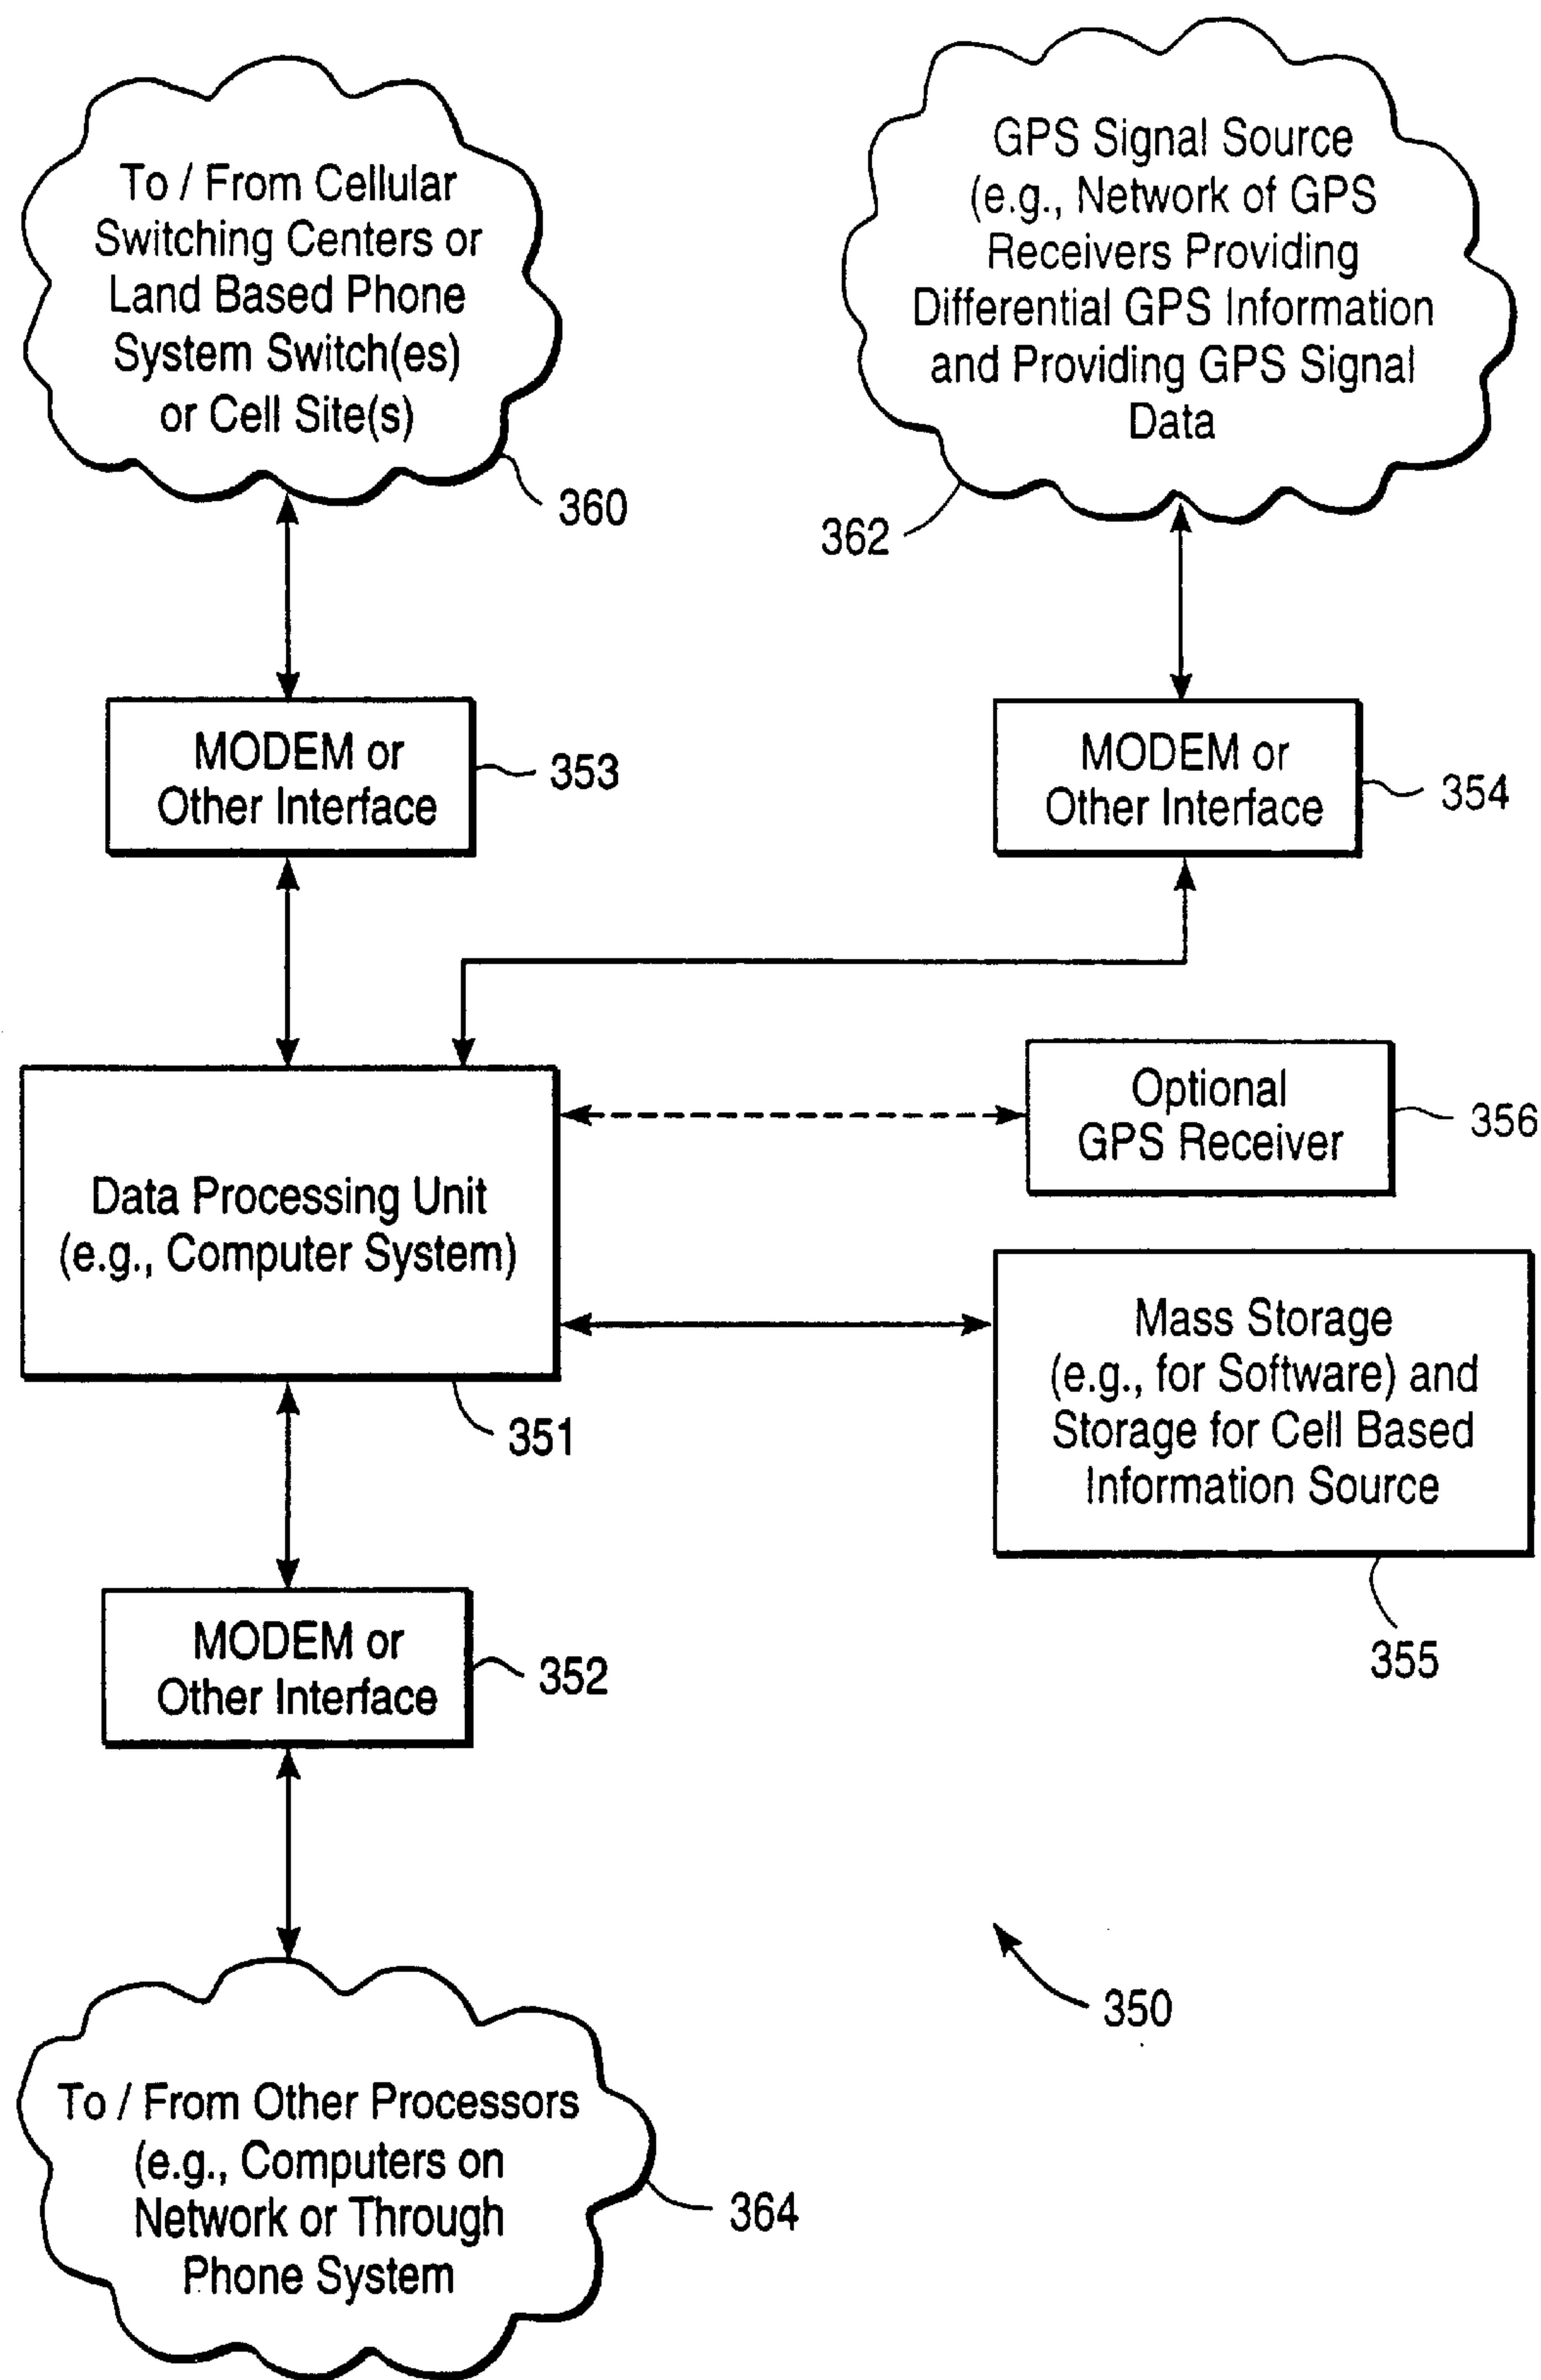 To / From Cellular
Switching Centers or
Land Based Phone
System Switch(es)
or Cell Site(s)
360
GPS Signal Source
(e.g., Network of GPS
Receivers Providing
Differential GPS Information
and Providing GPS Signal
Data
362
MODEM or
Other Interface
353
MODEM or
Other Interface
354
Data Processing Unit
(e.g., Computer System)
351
Optional
GPS Receiver
356
Mass Storage
(e.g., for Software) and
Storage for Cell Based
Information Source
355
MODEM or
Other Interface
352
350
To / From Other Processors
(e.g., Computers on
Network or Through
Phone System
364